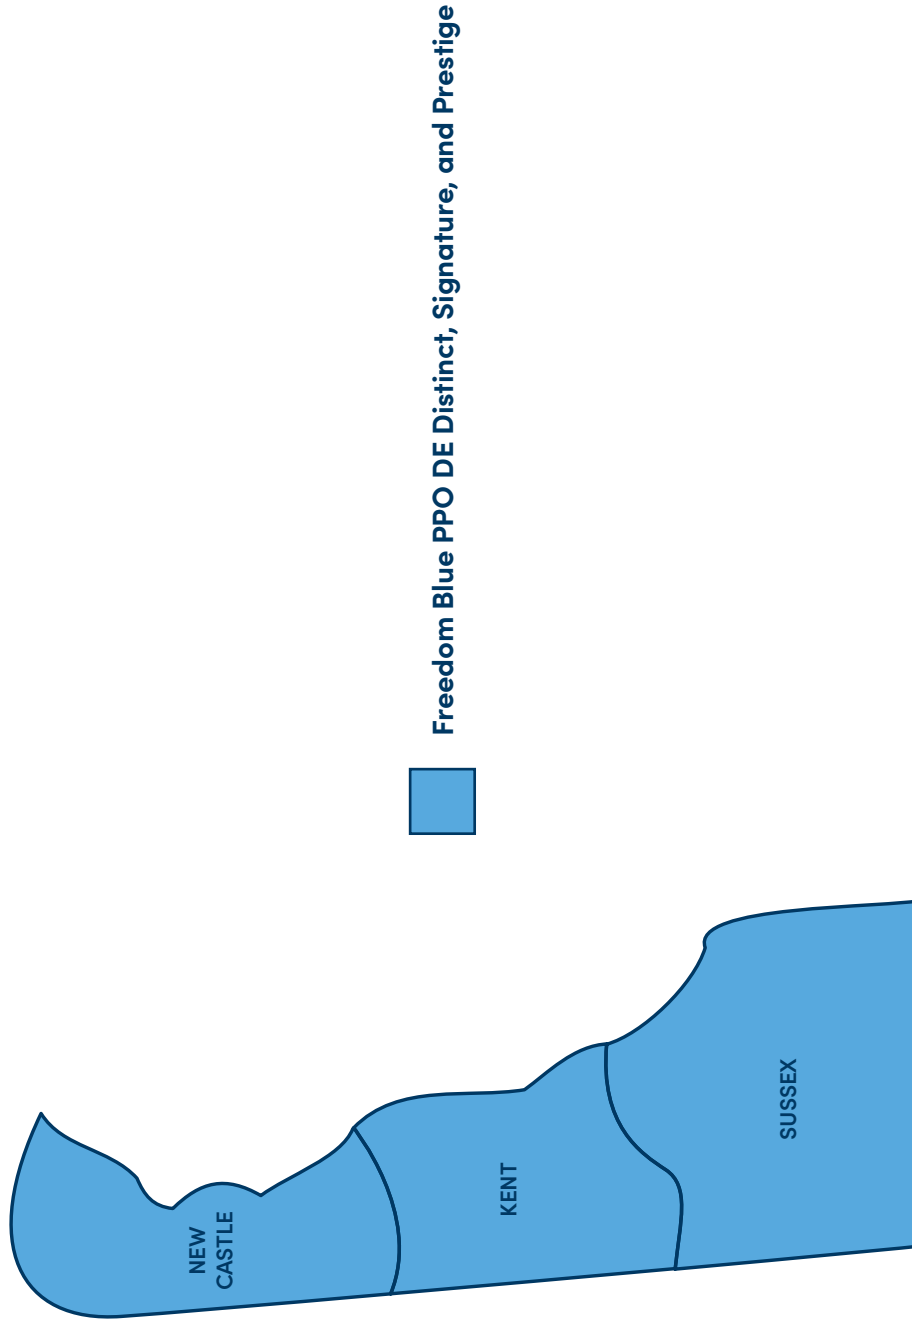 Freedom Blue PPO DE Distinct, Signature, and Prestige
NEW
CASTLE
KENT
SUSSEX